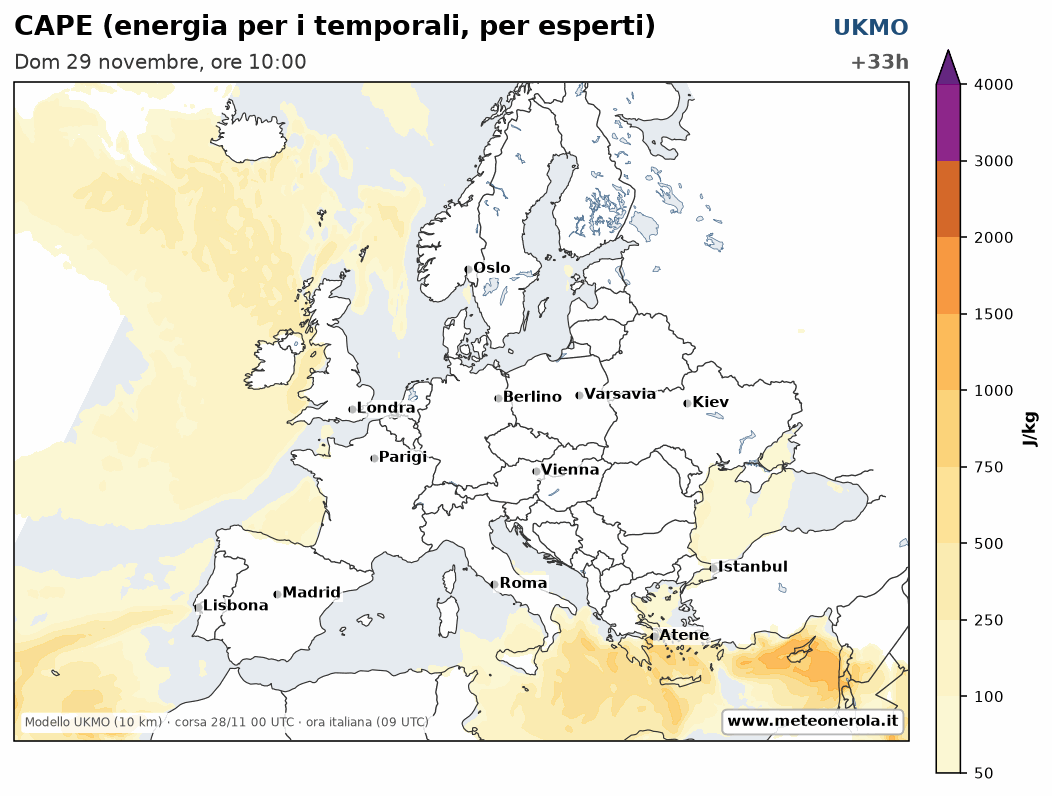 CAPE (energia per i temporali, per esperti)
UKMO
Dom 29 novembre, ore 10:00
+33h
4000
3000
2000
1500
1000
750
500
250
100
50
J/kg
Oslo
Berlino
Varsavia
Kiev
Londra
Parigi
Vienna
Istanbul
Roma
Madrid
Lisbona
Atene
Modello UKMO (10 km) · corsa 28/11 00 UTC · ora italiana (09 UTC)
www.meteonerola.it